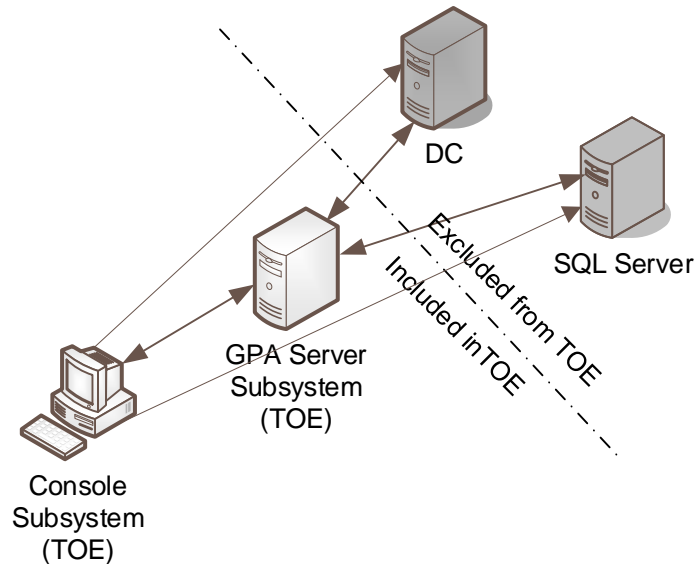 DC
SQL Server
Excluded from TOE
Included inTOE
GPA Server
Subsystem
(TOE)
Console
Subsystem
(TOE)